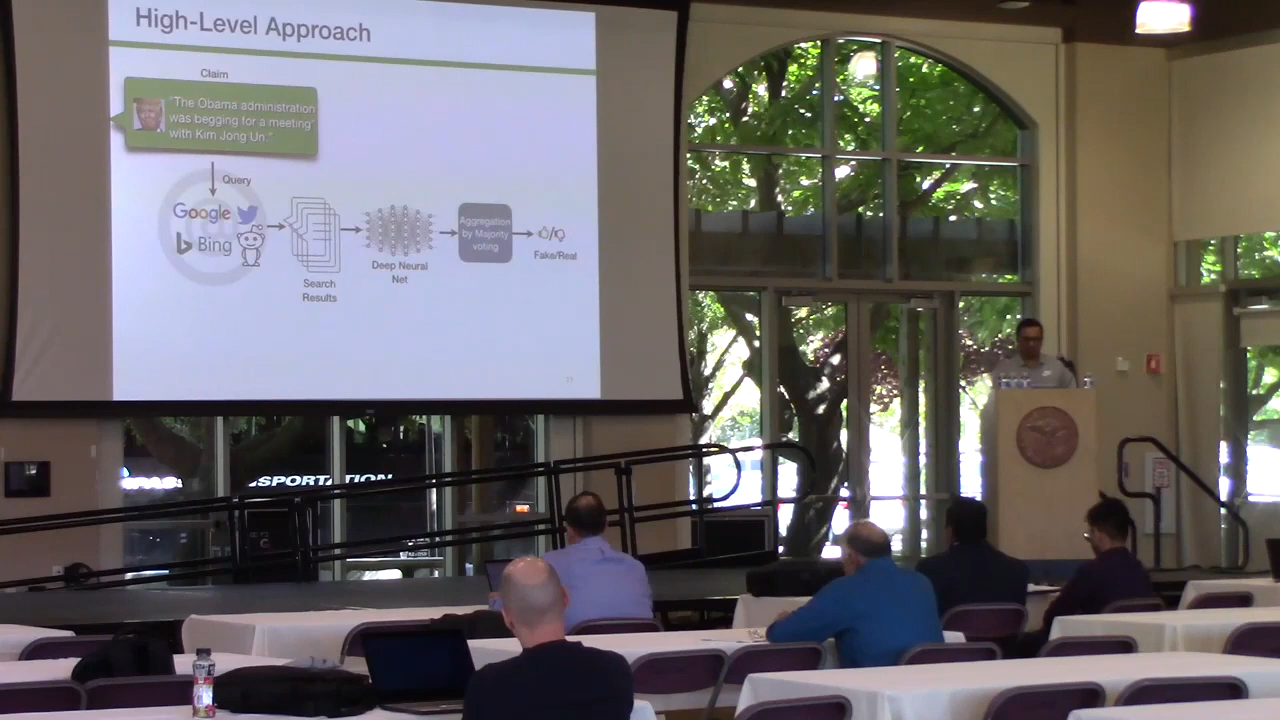 High-Level Approach
Claim
"The Obama administration
was begging for a meeting"
with Kim Jong Un."
Query
Google
Bing
Search
Results
Deep Neural
Net
Aggregation
by Majority
voting
/
Fake/Real
SPORTATION